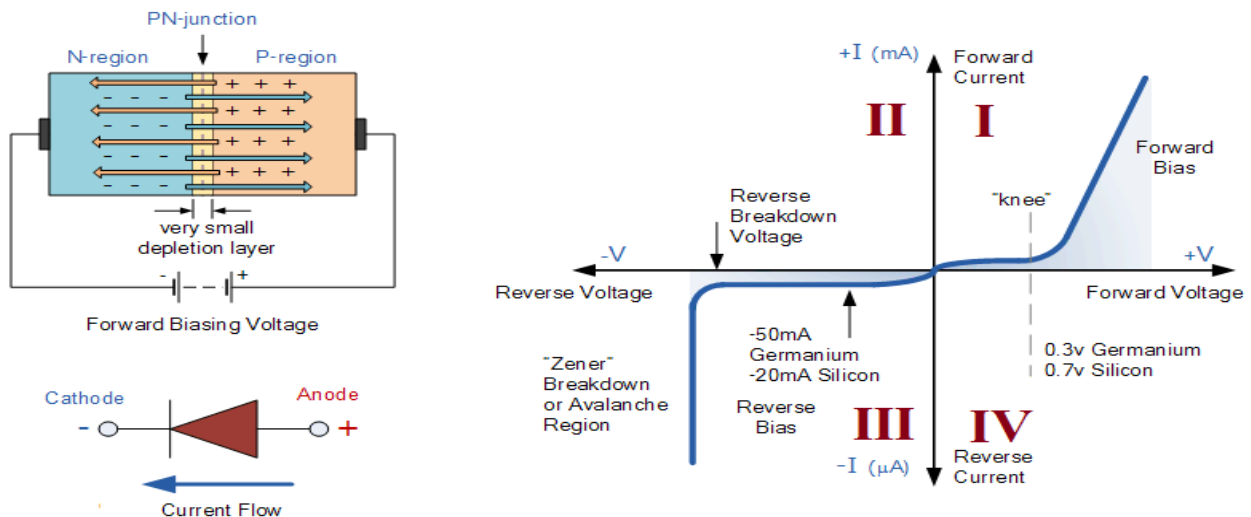 PN-junction
N-region
P-region
+ + +
- - -
+ + +
- - -
+ + +
- - -
+ + +
- - -
very small
depletion layer
- +
Forward Biasing Voltage
Cathode
Anode
- +
Current Flow
+I (mA)
Forward
Current
II
I
Forward
Bias
"knee"
Reverse
Breakdown
Voltage
-V
+V
Reverse Voltage
Forward Voltage
-50mA
Germanium
-20mA Silicon
0.3v Germanium
0.7v Silicon
"Zener"
Breakdown
or Avalanche
Region
Reverse
Bias
III
IV
-I (µA)
Reverse
Current